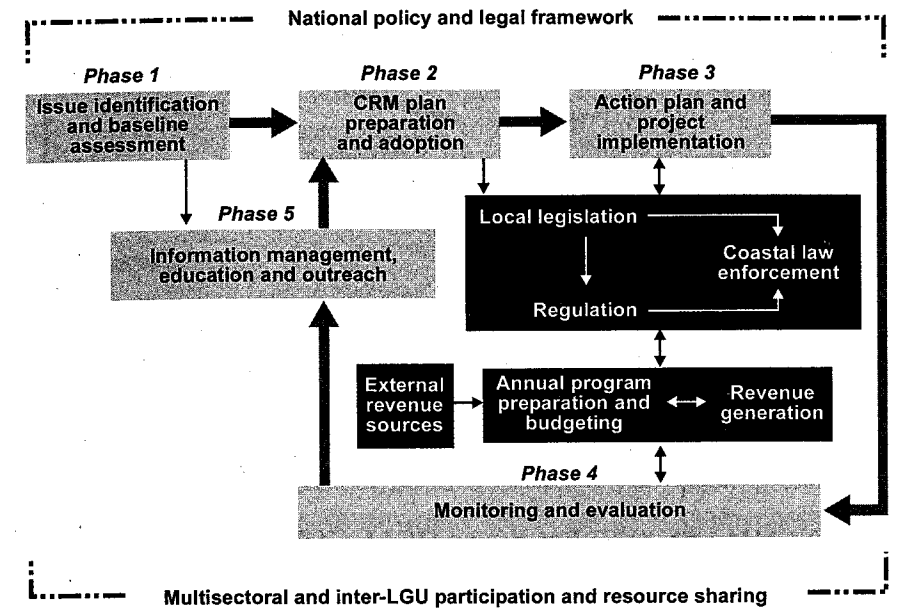 National policy and legal framework
Phase 1
Issue identification
and baseline
assessment
Phase 2
CRM plan
preparation
and adoption
Phase 3
Action plan and
project
implementation
Phase 5
Information management,
education and outreach
Local legislation
Coastal law
enforcement
Regulation
External
revenue
sources
Annual program
preparation and
budgeting
Revenue
generation
Phase 4
Monitoring and evaluation
Multisectoral and inter-LGU participation and resource sharing